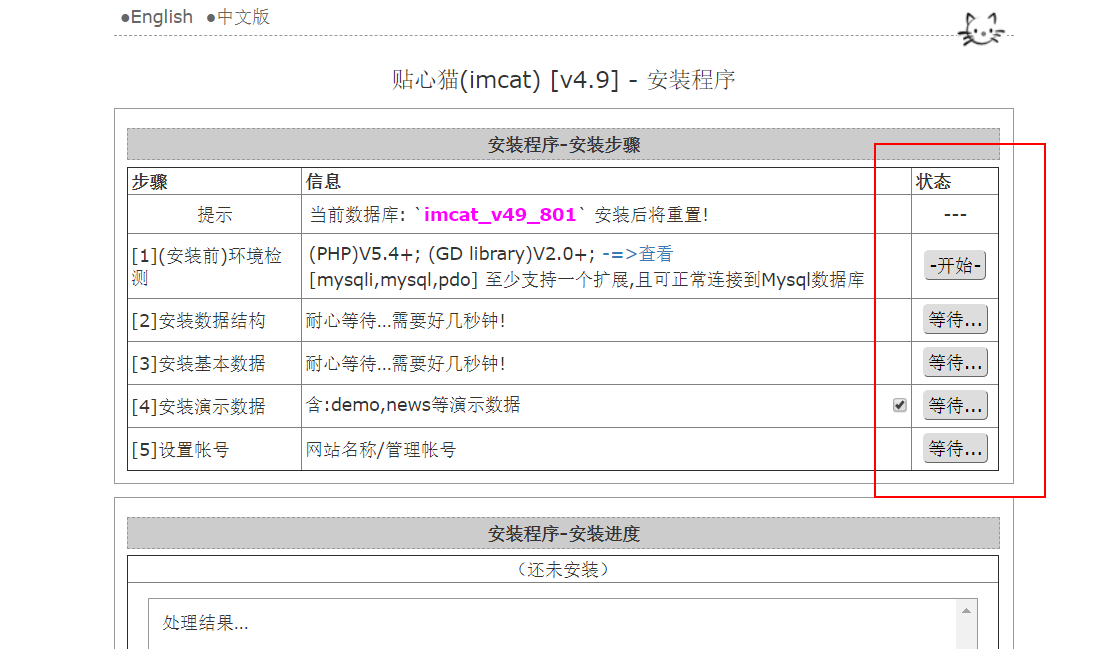 ●English ●中文版
贴心猫(imcat) [v4.9] - 安装程序
安装程序-安装步骤
步骤 信息 状态
提示 当前数据库: `imcat_v49_801` 安装后将重置! ---
[1](安装前)环境检测 (PHP)V5.4+; (GD library)V2.0+; -=>查看
[mysqli,mysql,pdo] 至少支持一个扩展,且可正常连接到Mysql数据库 -开始-
[2]安装数据结构 耐心等待...需要好几秒钟! 等待...
[3]安装基本数据 耐心等待...需要好几秒钟! 等待...
[4]安装演示数据 含:demo,news等演示数据 等待...
[5]设置帐号 网站名称/管理帐号 等待...
安装程序-安装进度
（还未安装）
处理结果...